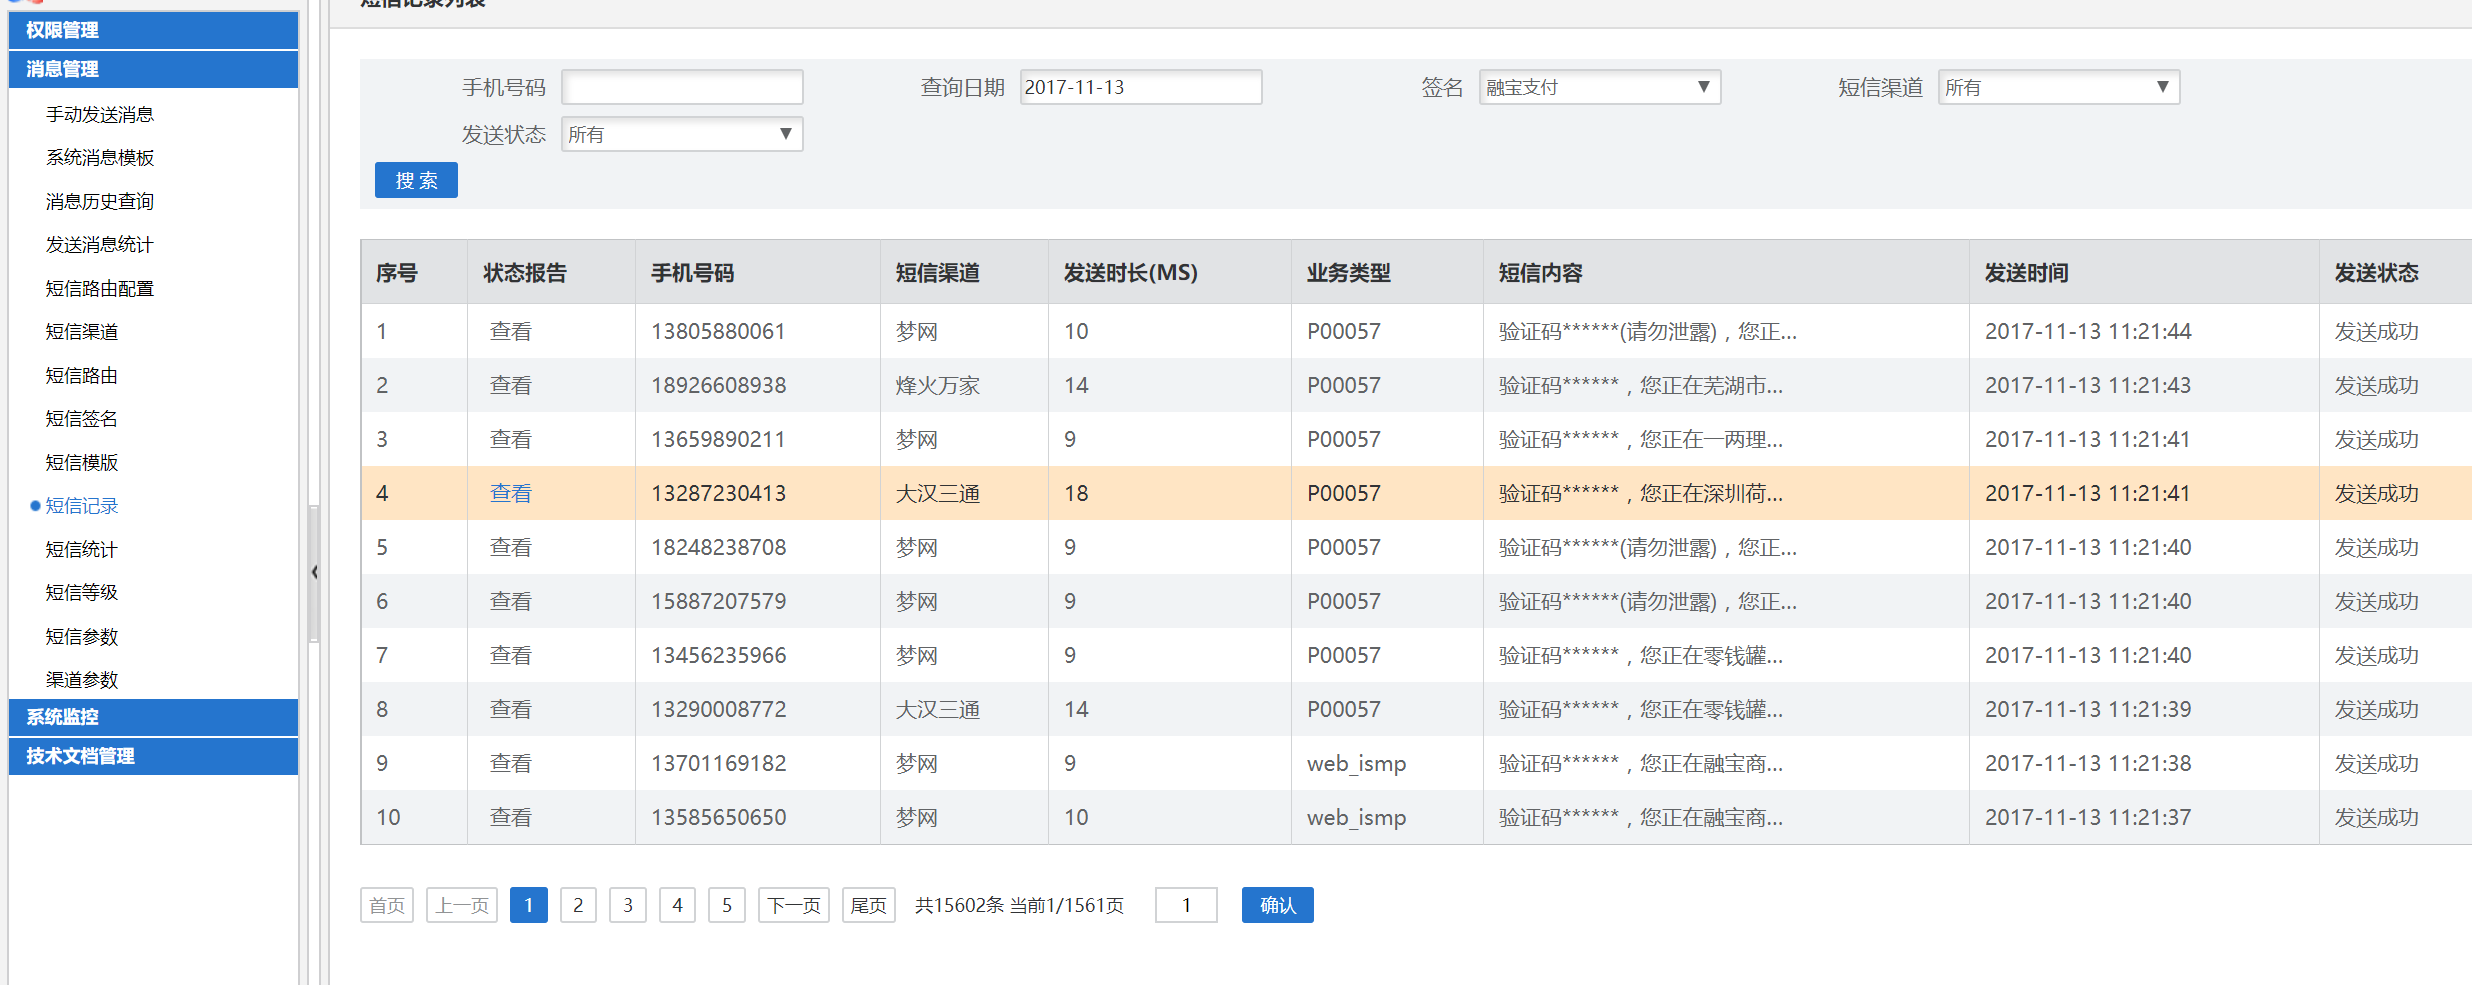 短信记录列表
权限管理
消息管理
手动发送消息
系统消息模板
消息历史查询
发送消息统计
短信路由配置
短信渠道
短信路由
短信签名
短信模版
短信记录
短信统计
短信等级
短信参数
渠道参数
系统监控
技术文档管理
手机号码 查询日期 2017-11-13 签名 融宝支付 短信渠道 所有
发送状态 所有
搜 索
序号 状态报告 手机号码 短信渠道 发送时长(MS) 业务类型 短信内容 发送时间 发送状态
1 查看 13805880061 梦网 10 P00057 验证码******(请勿泄露)，您正... 2017-11-13 11:21:44 发送成功
2 查看 18926608938 烽火万家 14 P00057 验证码******，您正在芜湖市... 2017-11-13 11:21:43 发送成功
3 查看 13659890211 梦网 9 P00057 验证码******，您正在一两理... 2017-11-13 11:21:41 发送成功
4 查看 13287230413 大汉三通 18 P00057 验证码******，您正在深圳荷... 2017-11-13 11:21:41 发送成功
5 查看 18248238708 梦网 9 P00057 验证码******(请勿泄露)，您正... 2017-11-13 11:21:40 发送成功
6 查看 15887207579 梦网 9 P00057 验证码******(请勿泄露)，您正... 2017-11-13 11:21:40 发送成功
7 查看 13456235966 梦网 9 P00057 验证码******，您正在零钱罐... 2017-11-13 11:21:40 发送成功
8 查看 13290008772 大汉三通 14 P00057 验证码******，您正在零钱罐... 2017-11-13 11:21:39 发送成功
9 查看 13701169182 梦网 9 web_ismp 验证码******，您正在融宝商... 2017-11-13 11:21:38 发送成功
10 查看 13585650650 梦网 10 web_ismp 验证码******，您正在融宝商... 2017-11-13 11:21:37 发送成功
首页 上一页 1 2 3 4 5 下一页 尾页 共15602条 当前1/1561页 1 确认